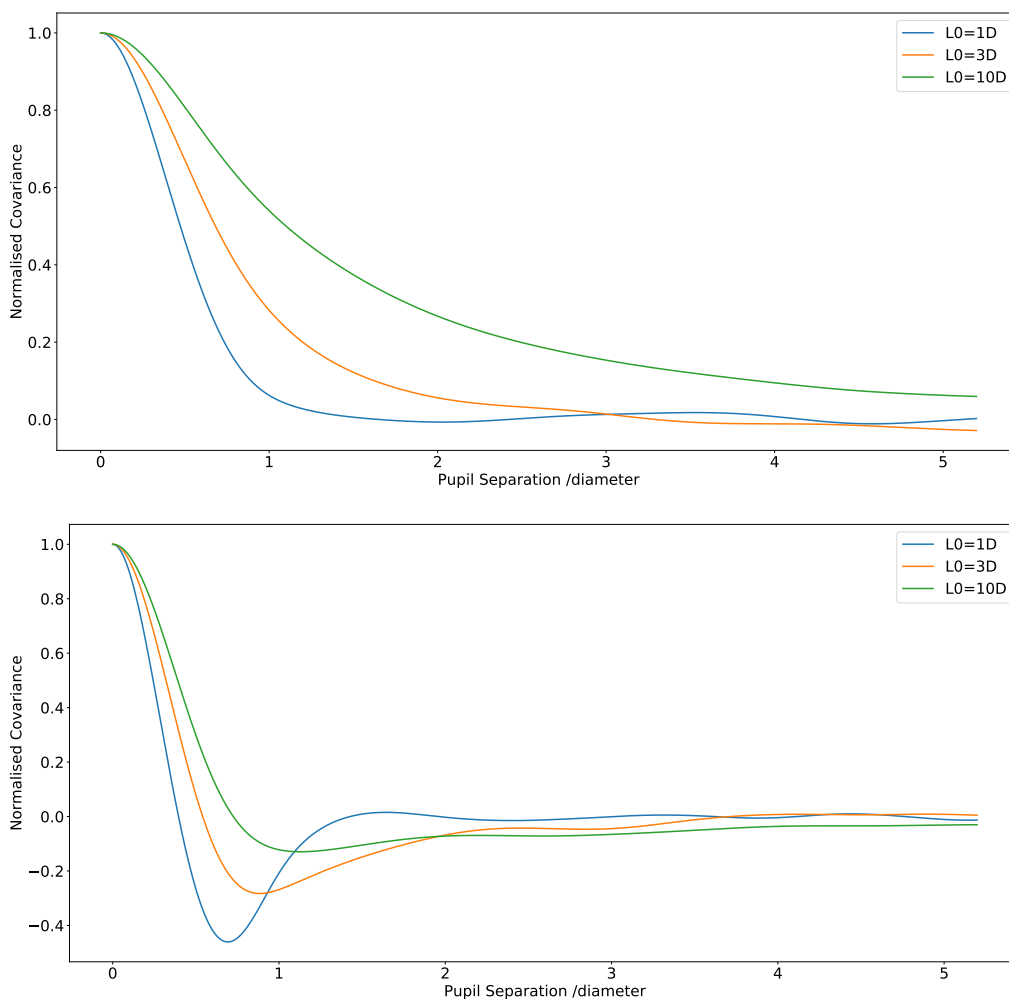 1.0
0.8
0.6
0.4
0.2
0.0
Normalised Covariance
L0=1D
L0=3D
L0=10D
0 1 2 3 4 5
Pupil Separation /diameter
1.0
0.8
0.6
0.4
0.2
0.0
−0.2
−0.4
Normalised Covariance
L0=1D
L0=3D
L0=10D
0 1 2 3 4 5
Pupil Separation /diameter